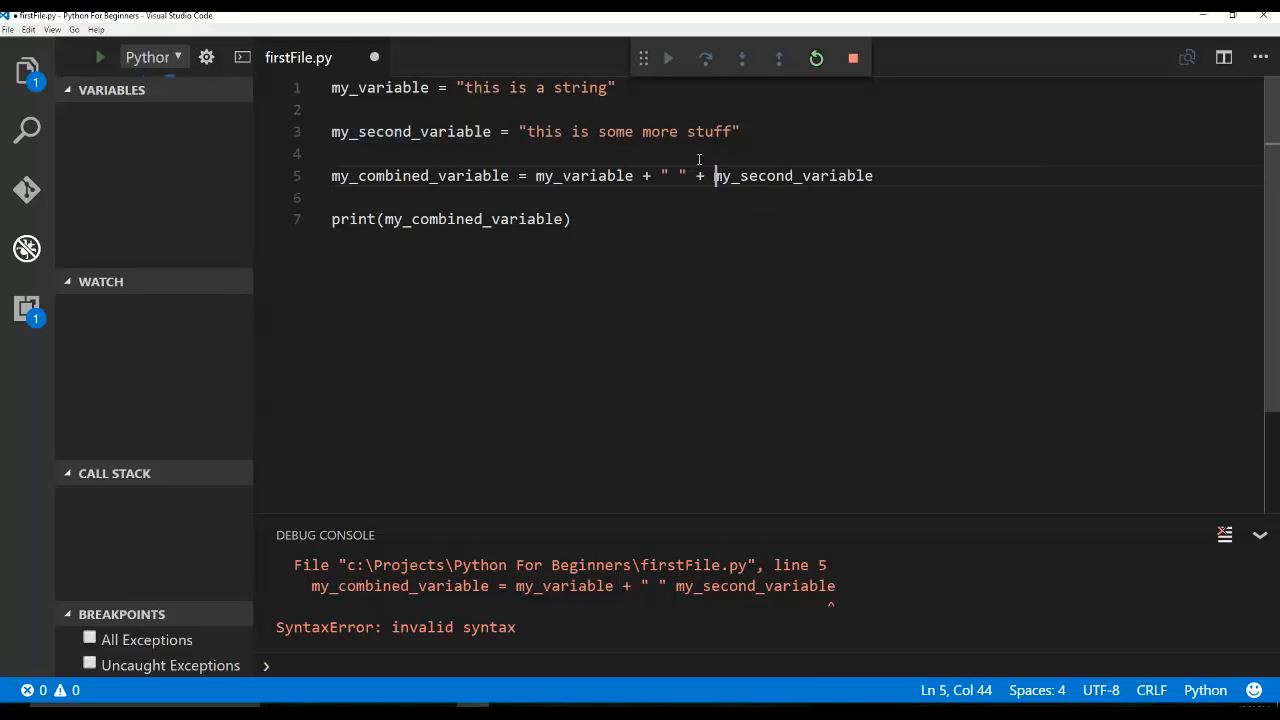 ● firstFile.py - Python For Beginners - Visual Studio Code
File Edit View Go Help
Python
firstFile.py
1
VARIABLES
1 my_variable = "this is a string"
2
3 my_second_variable = "this is some more stuff"
4
5 my_combined_variable = my_variable + " " + my_second_variable
6
7 print(my_combined_variable)
WATCH
1
CALL STACK
DEBUG CONSOLE
File "c:\Projects\Python For Beginners\firstFile.py", line 5
my_combined_variable = my_variable + " " my_second_variable
^
SyntaxError: invalid syntax
BREAKPOINTS
All Exceptions
Uncaught Exceptions
0 0 Ln 5, Col 44 Spaces: 4 UTF-8 CRLF Python